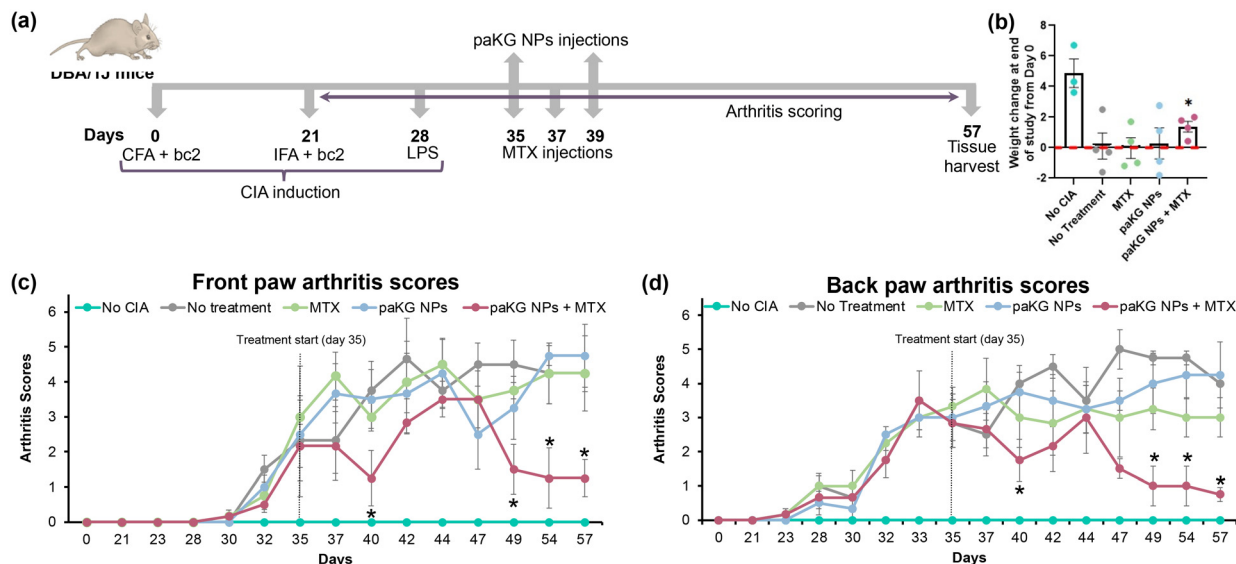 (a)
DBA/1J mice
paKG NPs injections
Arthritis scoring
Days 0 21 28 35 37 39 57
CFA + bc2 IFA + bc2 LPS MTX injections Tissue
harvest
CIA induction
(b)
Weight change at end
of study from Day 0
8
6
4
2
0
-2
No CIA
No Treatment
MTX
paKG NPs
paKG NPs + MTX
*
(c) Front paw arthritis scores
No CIA No treatment MTX paKG NPs paKG NPs + MTX
Treatment start (day 35)
Arthritis Scores
6
5
4
3
2
1
0
* * * *
0 21 23 28 30 32 35 37 40 42 44 47 49 54 57
Days
(d) Back paw arthritis scores
No CIA No Treatment MTX paKG NPs paKG NPs + MTX
Treatment start (day 35)
Arthritis Scores
6
5
4
3
2
1
0
* * * *
0 21 23 28 30 32 33 35 37 40 42 44 47 49 54 57
Days